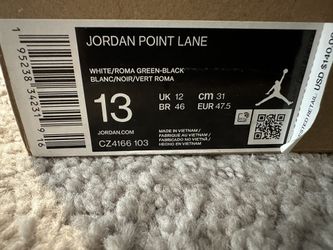 JORDAN POINT LANE
WHITE/ROMA GREEN-BLACK
BLANC/NOIR/VERT ROMA
13
UK 12
cm 31
BR 46
EUR 47.5
JORDAN.COM
CZ4166 103
MADE IN VIETNAM /
FABRIQUE AU VIETNAM /
FABRICADO NO VIETNÃ /
HECHO EN VIETNAM
RETAIL: USD $140.00